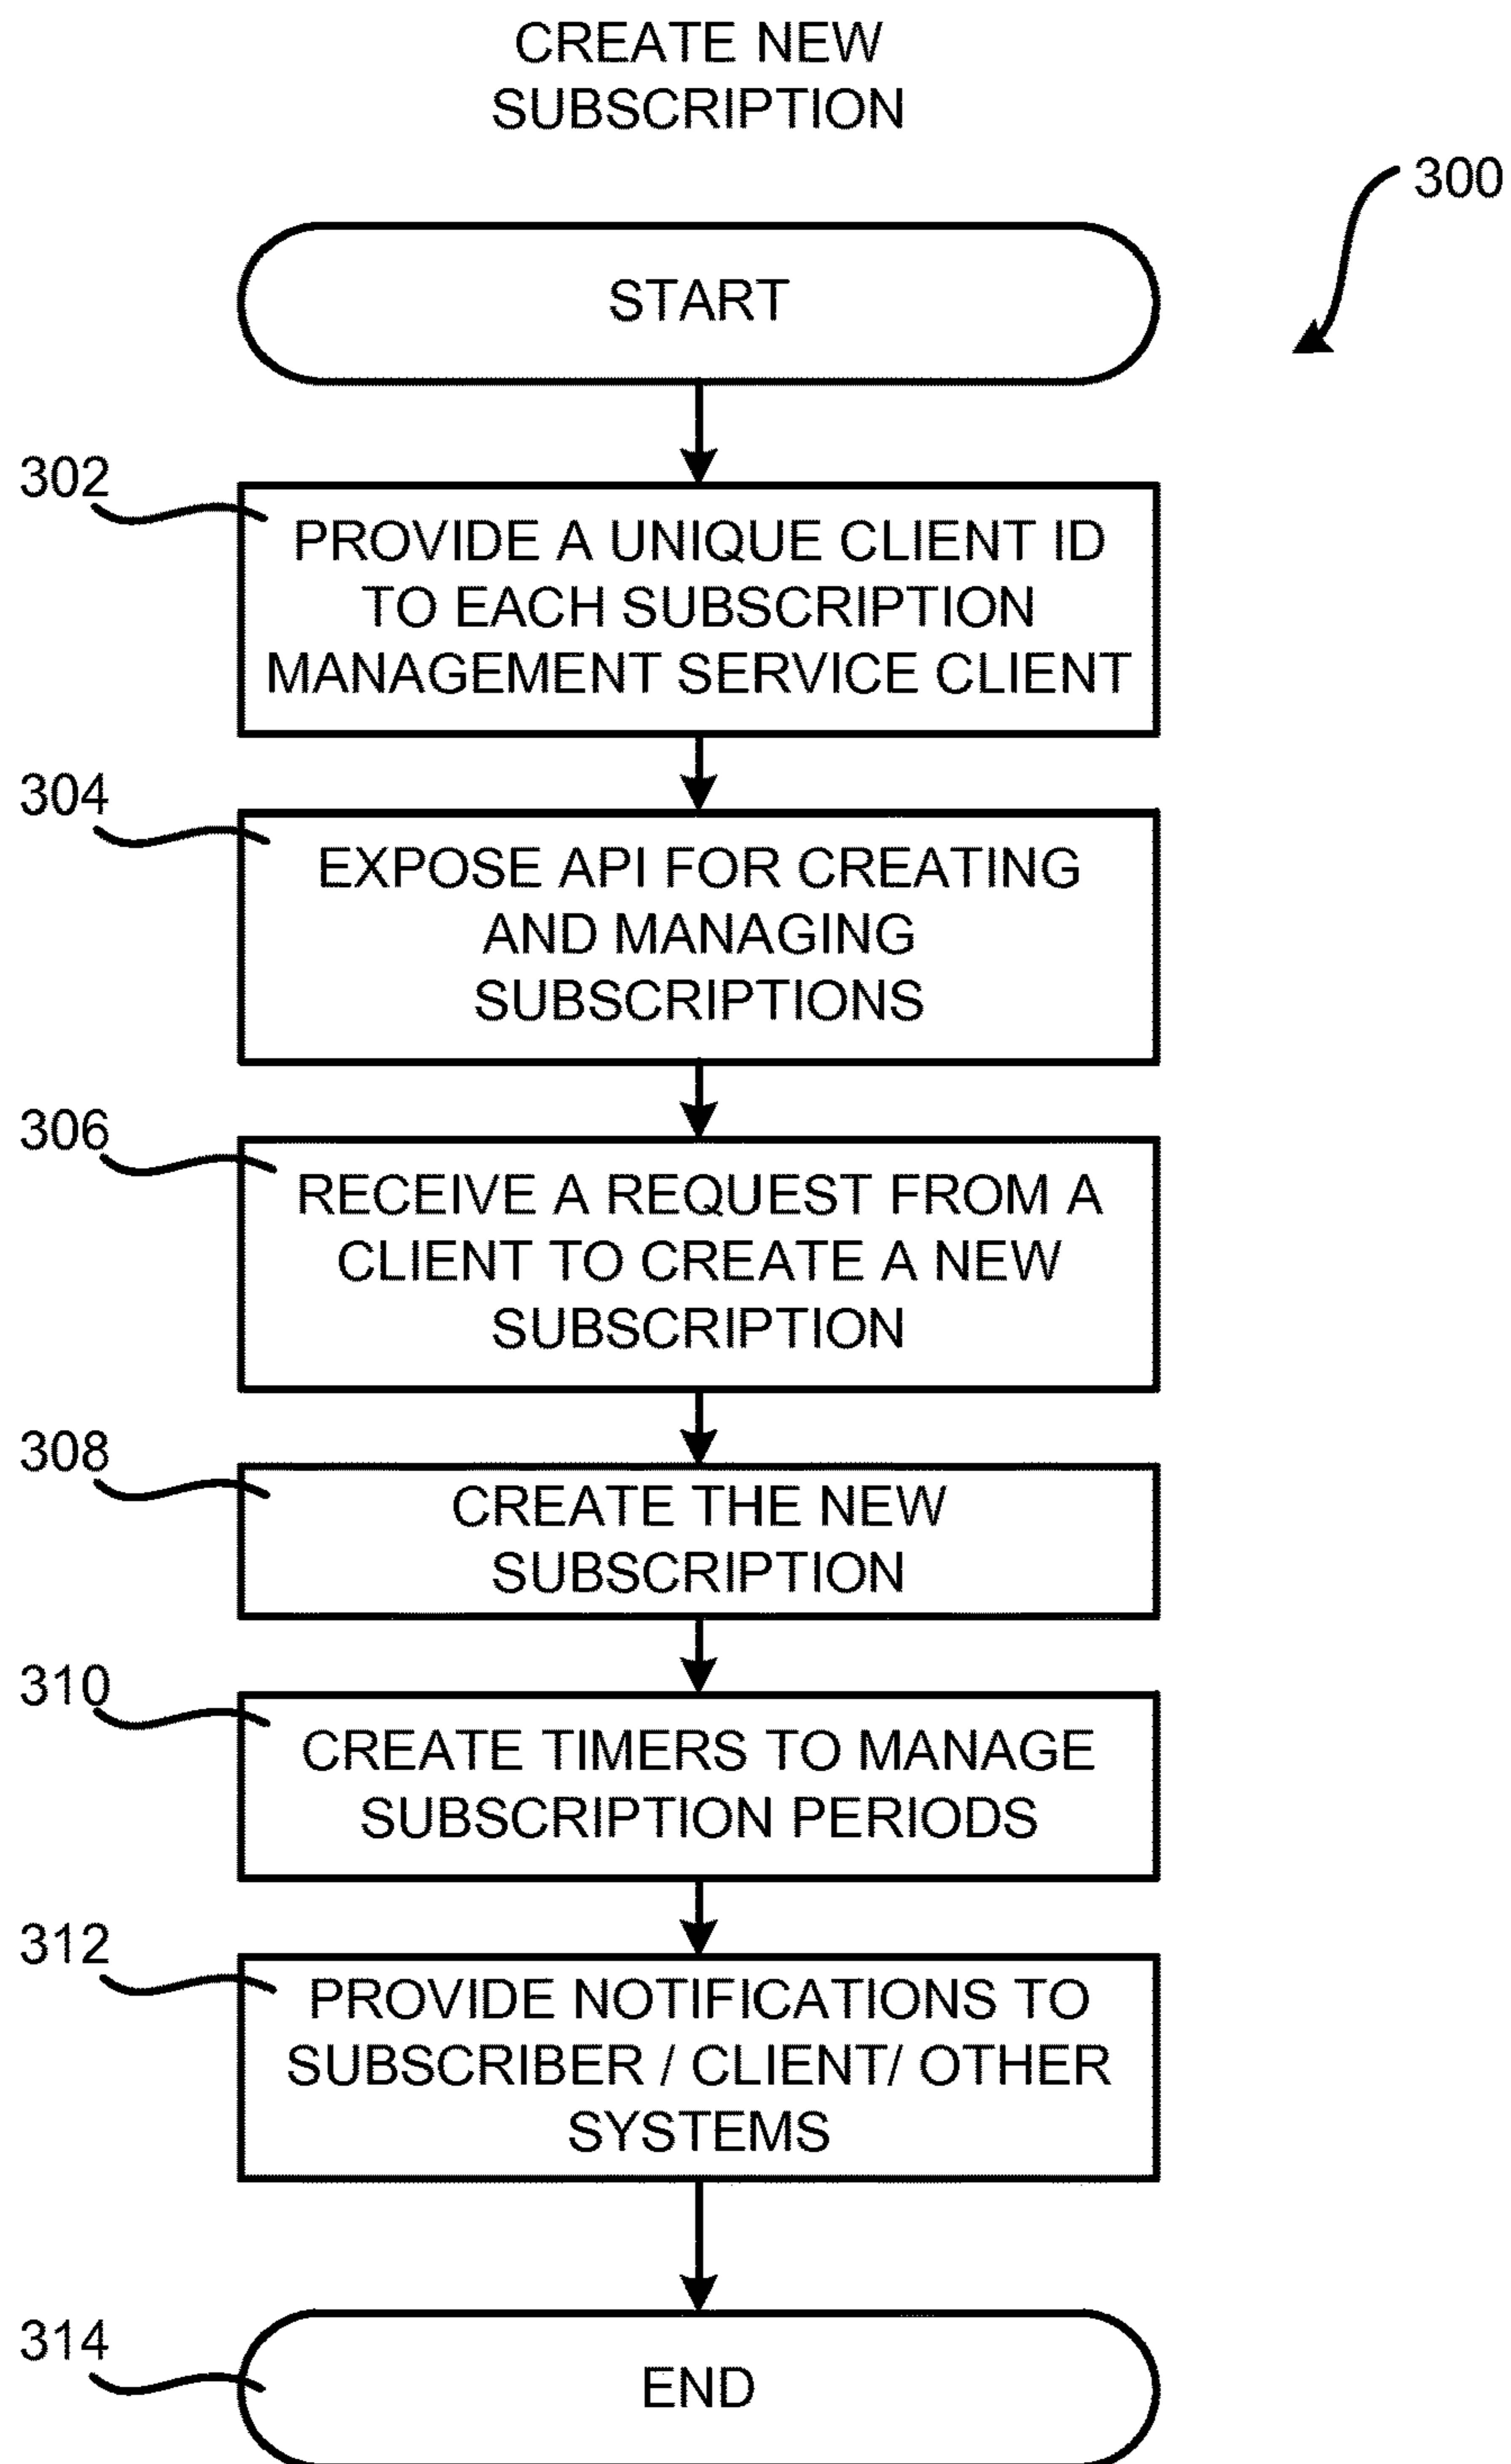 CREATE NEW
SUBSCRIPTION
300
START
302
PROVIDE A UNIQUE CLIENT ID
TO EACH SUBSCRIPTION
MANAGEMENT SERVICE CLIENT
304
EXPOSE API FOR CREATING
AND MANAGING
SUBSCRIPTIONS
306
RECEIVE A REQUEST FROM A
CLIENT TO CREATE A NEW
SUBSCRIPTION
308
CREATE THE NEW
SUBSCRIPTION
310
CREATE TIMERS TO MANAGE
SUBSCRIPTION PERIODS
312
PROVIDE NOTIFICATIONS TO
SUBSCRIBER / CLIENT/ OTHER
SYSTEMS
314
END